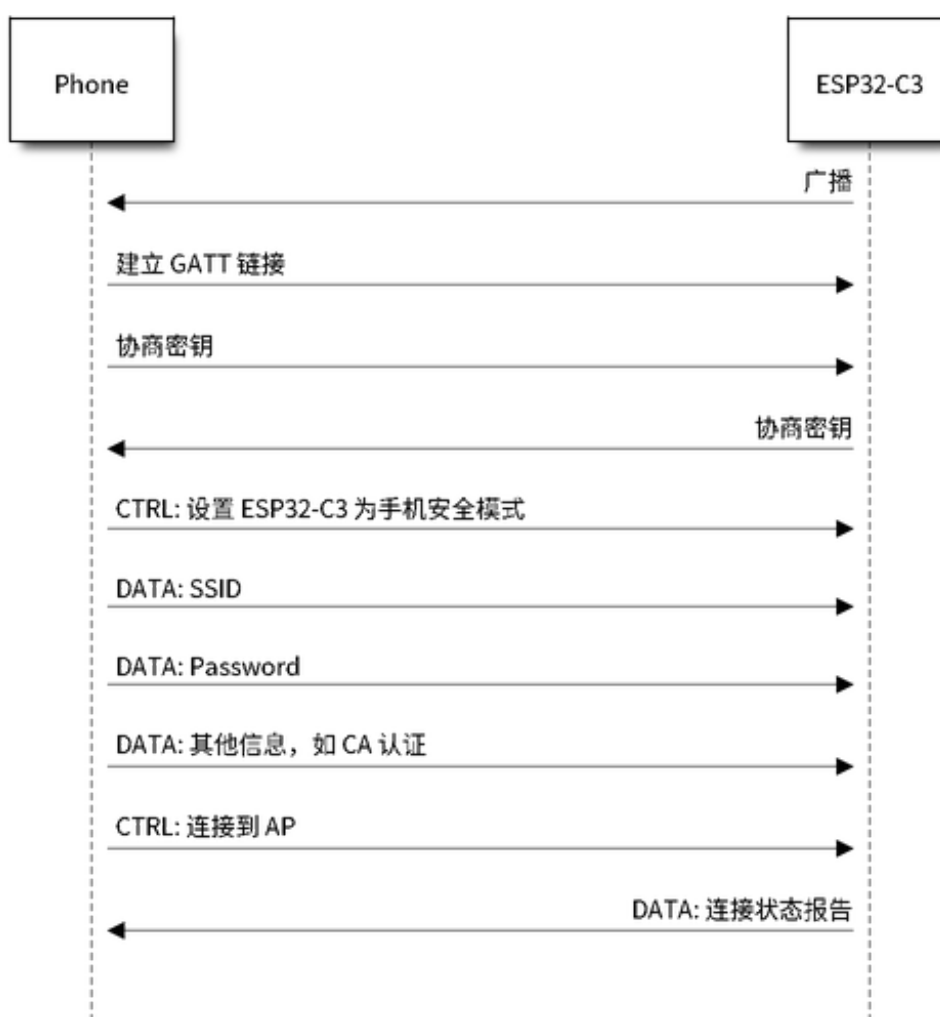 Phone
ESP32-C3
广播
建立 GATT 链接
协商密钥
协商密钥
CTRL: 设置 ESP32-C3 为手机安全模式
DATA: SSID
DATA: Password
DATA: 其他信息，如 CA 认证
CTRL: 连接到 AP
DATA: 连接状态报告